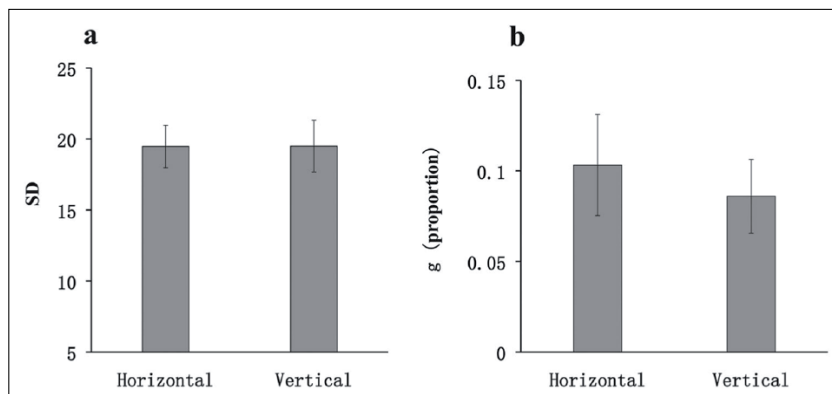 a
25
20
15
10
5
SD
Horizontal Vertical
b
0.15
0.1
0.05
0
g (proportion)
Horizontal Vertical